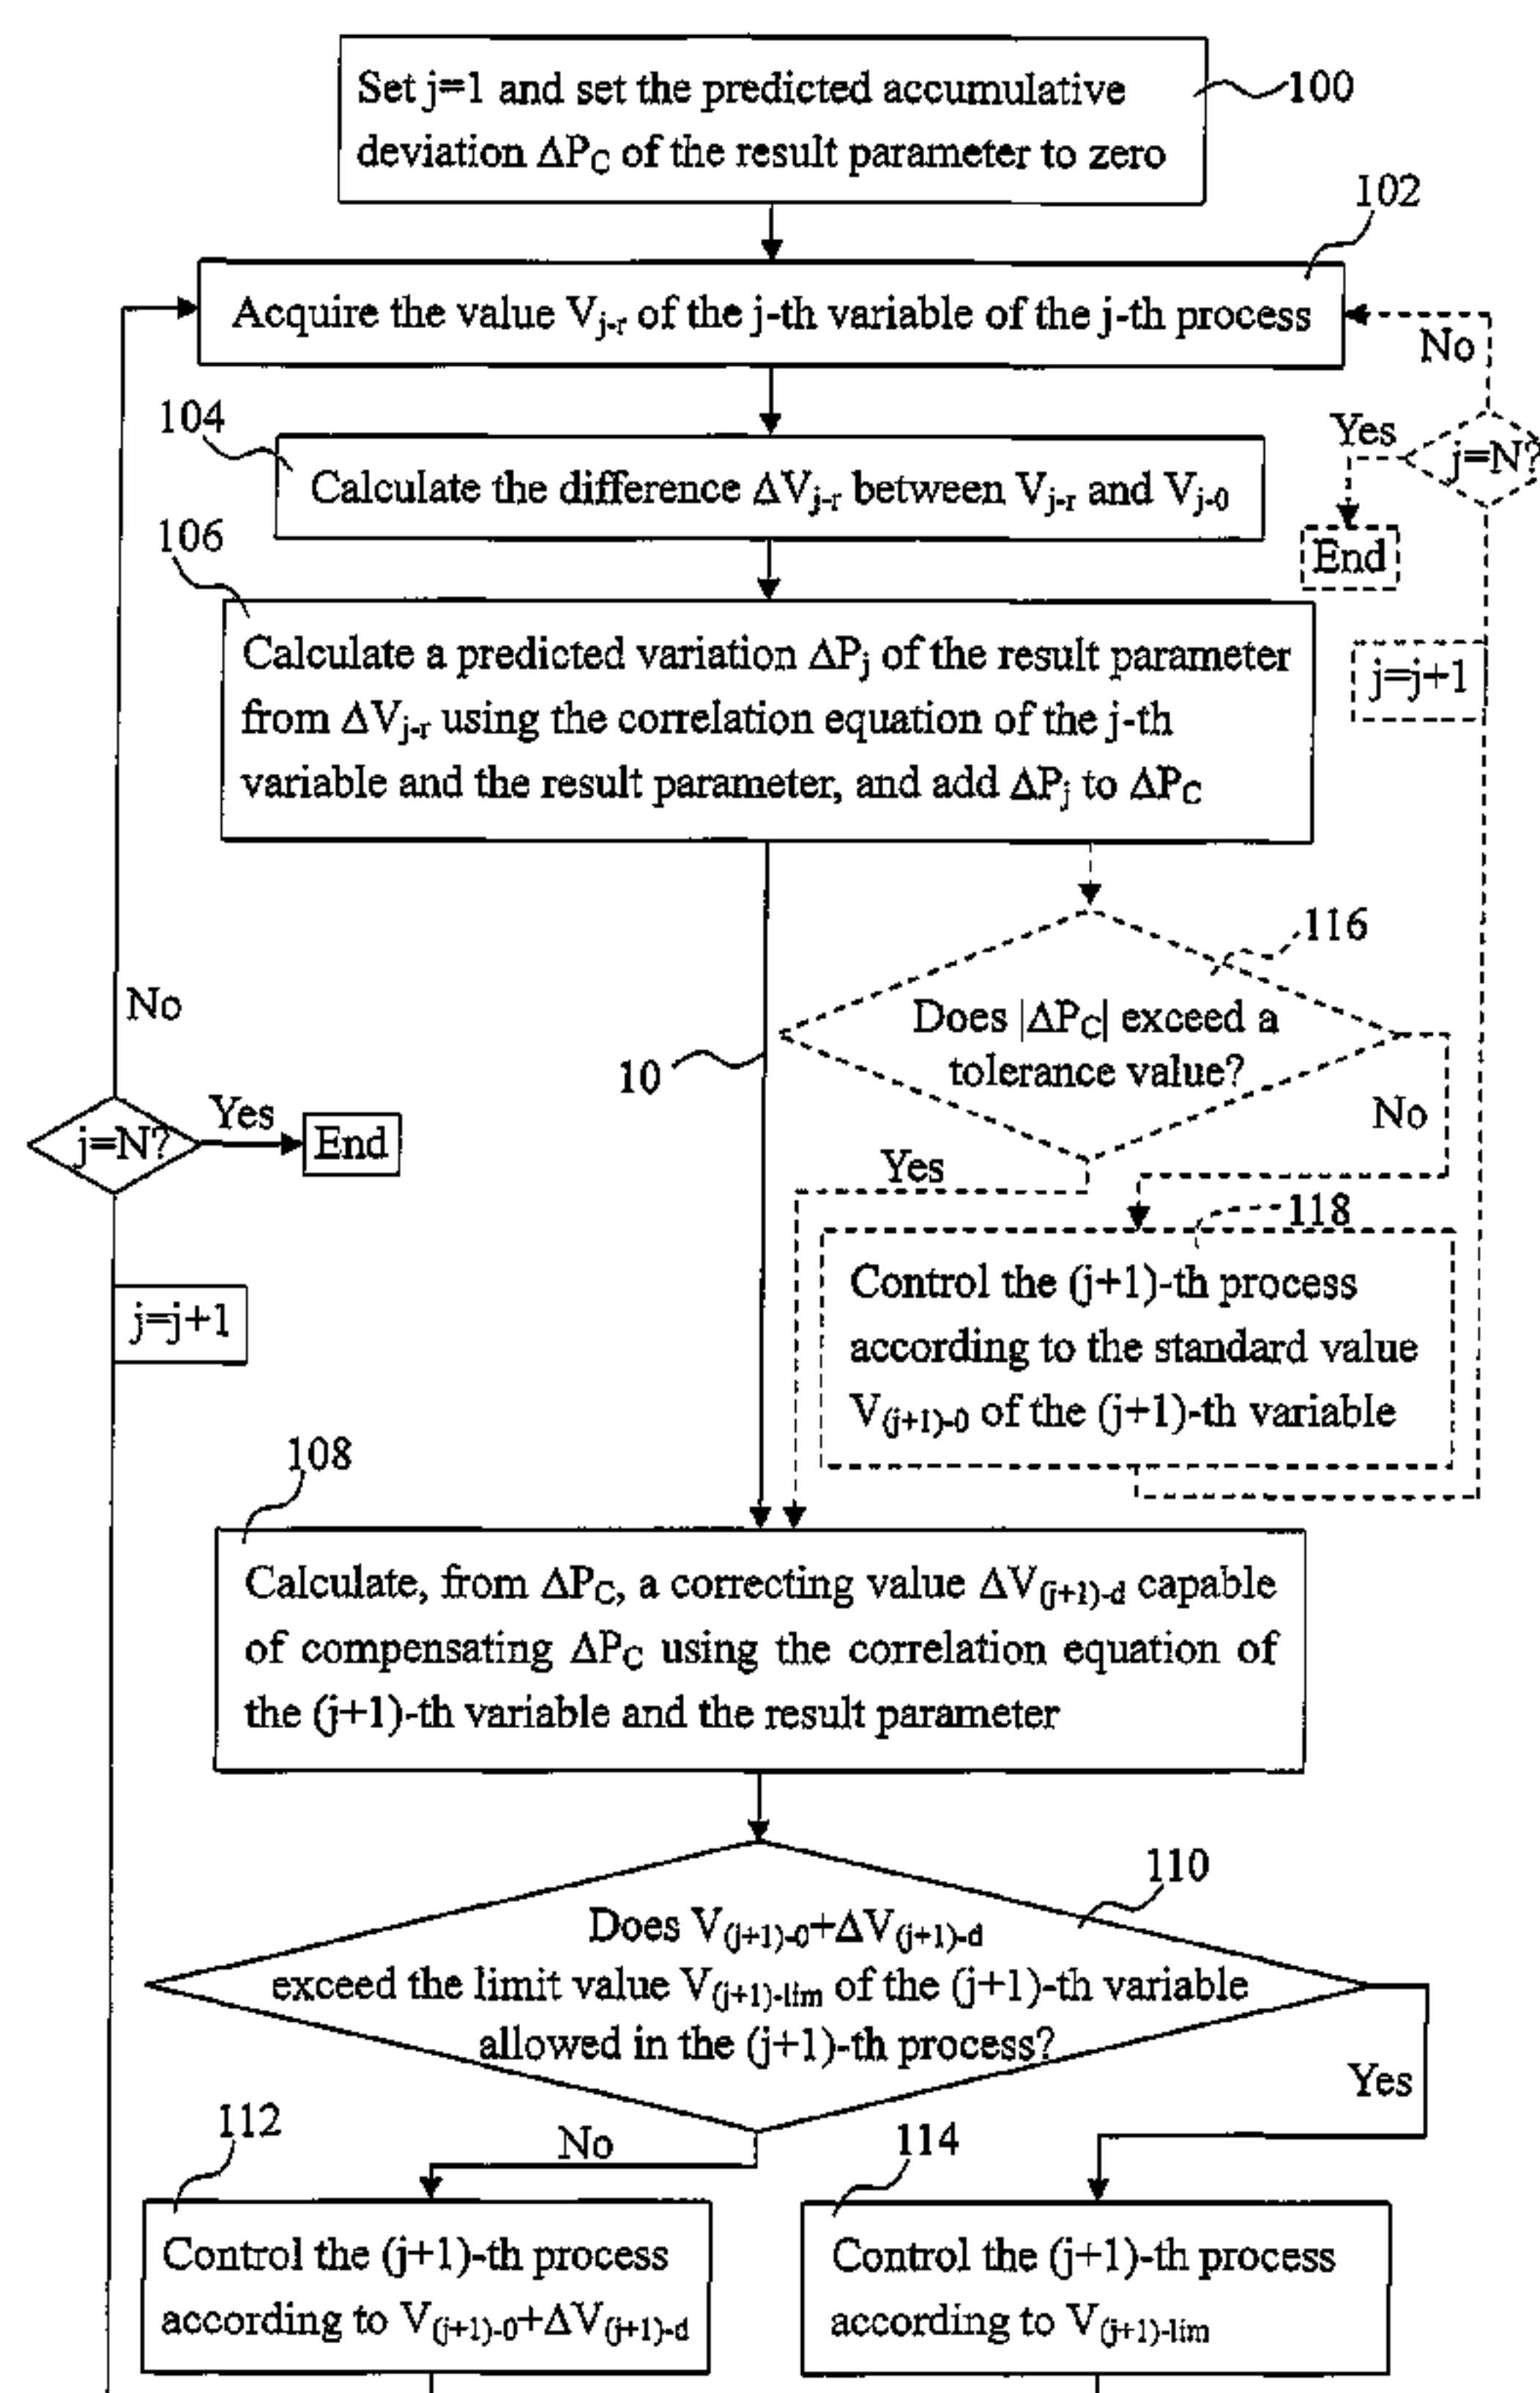 Set j=1 and set the predicted accumulative
deviation ΔPC of the result parameter to zero
100
102
Acquire the value Vj-r of the j-th variable of the j-th process
No
104
Calculate the difference ΔVj-r between Vj-r and Vj-0
Yes
j=N?
End
106
Calculate a predicted variation ΔPj of the result parameter
from ΔVj-r using the correlation equation of the j-th
variable and the result parameter, and add ΔPj to ΔPC
j=j+1
116
Does |ΔPC| exceed a
tolerance value?
No
10
No
Yes
j=N?
Yes
End
118
Control the (j+1)-th process
according to the standard value
V(j+1)-0 of the (j+1)-th variable
j=j+1
108
Calculate, from ΔPC, a correcting value ΔV(j+1)-d capable
of compensating ΔPC using the correlation equation of
the (j+1)-th variable and the result parameter
110
Does V(j+1)-0+ΔV(j+1)-d
exceed the limit value V(j+1)-lim of the (j+1)-th variable
allowed in the (j+1)-th process?
Yes
No
112
Control the (j+1)-th process
according to V(j+1)-0+ΔV(j+1)-d
114
Control the (j+1)-th process
according to V(j+1)-lim